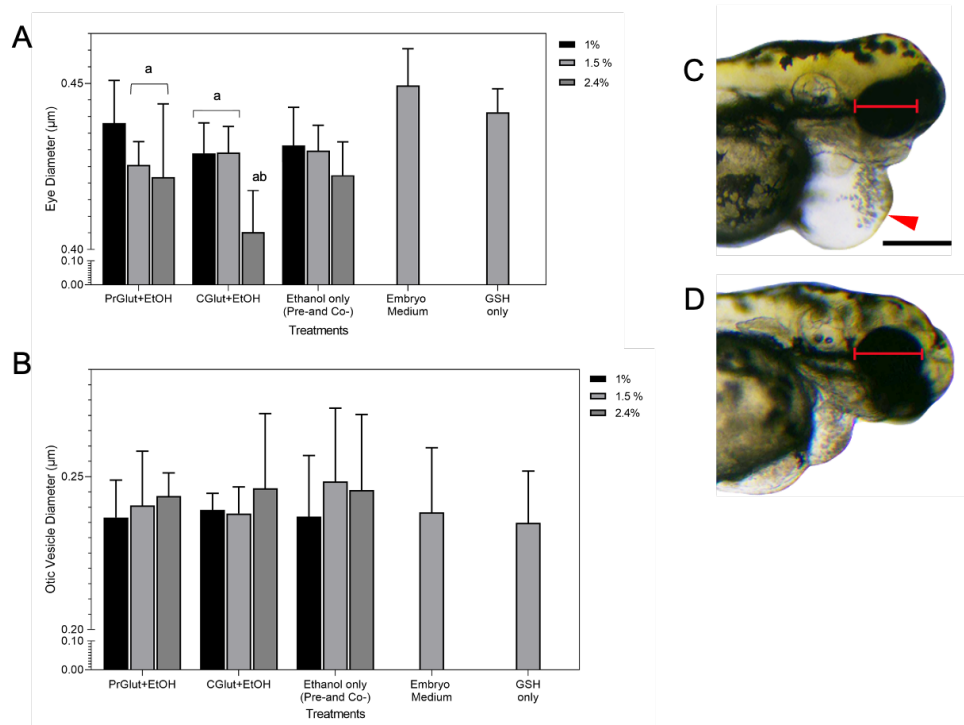 A
1%
1.5 %
2.4%
a
a
ab
0.45
0.40
0.10
0.00
Eye Diameter (µm)
PrGlut+EtOH
CGlut+EtOH
Ethanol only
(Pre-and Co-)
Embryo
Medium
GSH
only
Treatments
B
1%
1.5 %
2.4%
0.25
0.20
0.10
0.00
Otic Vesicle Diameter (µm)
PrGlut+EtOH
CGlut+EtOH
Ethanol only
(Pre-and Co-)
Embryo
Medium
GSH
only
Treatments
C
D